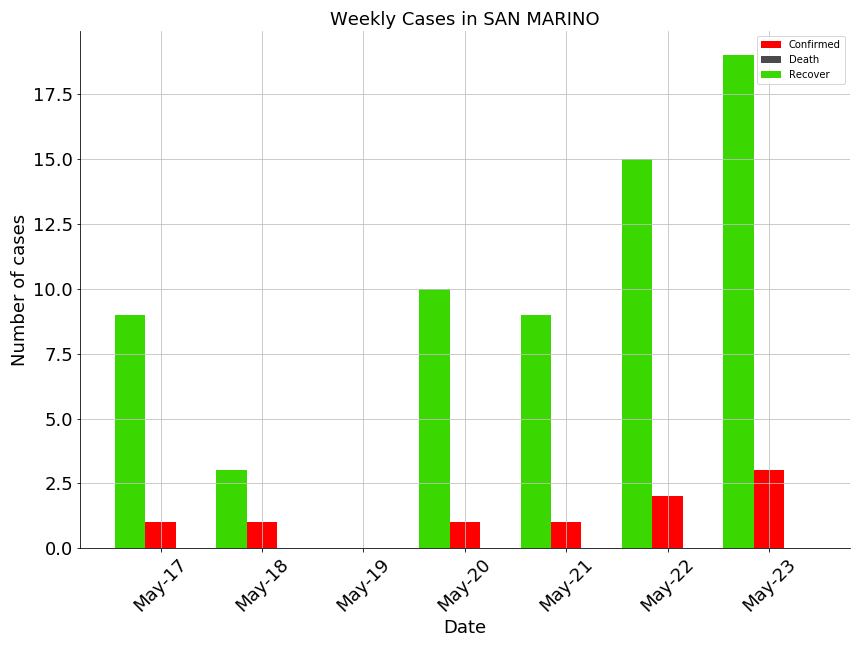 Weekly Cases in SAN MARINO
Confirmed
Death
Recover
17.5
15.0
12.5
10.0
7.5
5.0
2.5
0.0
Number of cases
May-17
May-18
May-19
May-20
May-21
May-22
May-23
Date